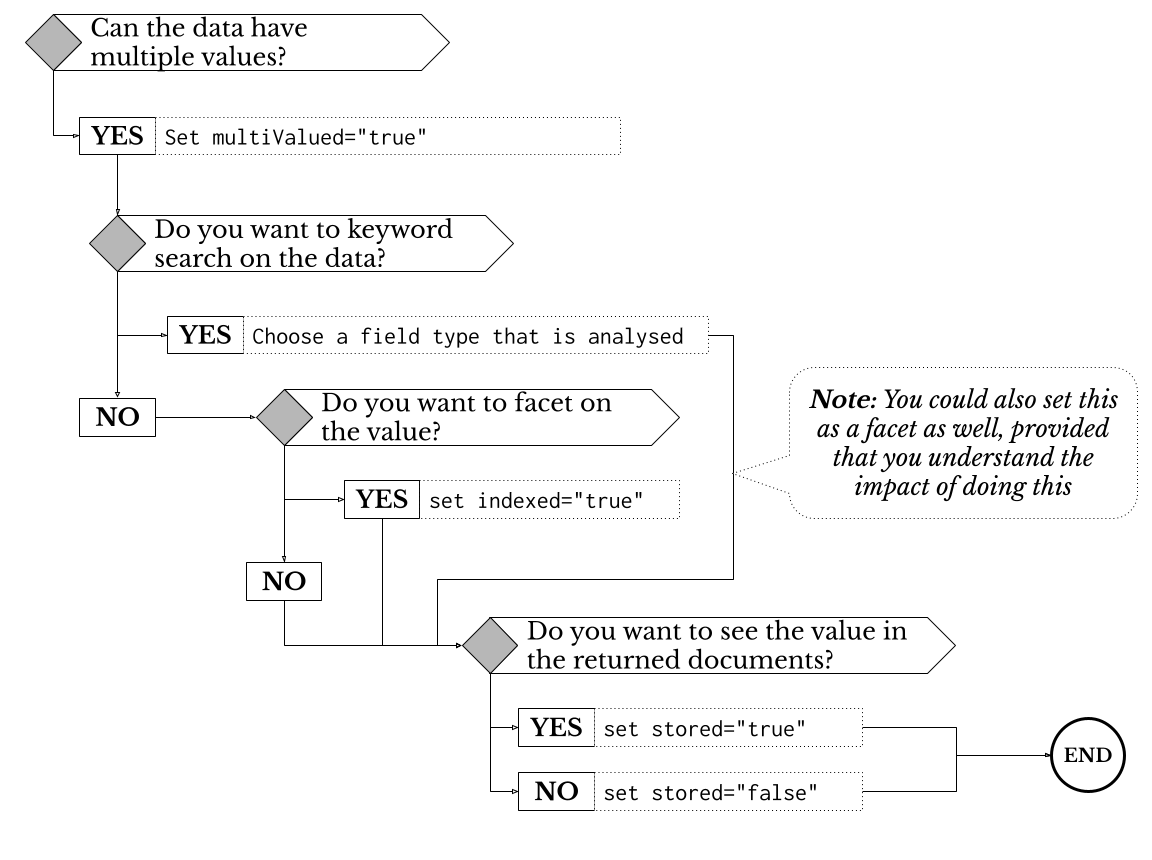 Can the data have
multiple values?
YES Set multiValued="true"
Do you want to keyword
search on the data?
YES Choose a field type that is analysed
NO
Do you want to facet on
the value?
Note: You could also set this
as a facet as well, provided
that you understand the
impact of doing this
YES set indexed="true"
NO
Do you want to see the value in
the returned documents?
YES set stored="true"
NO set stored="false"
END